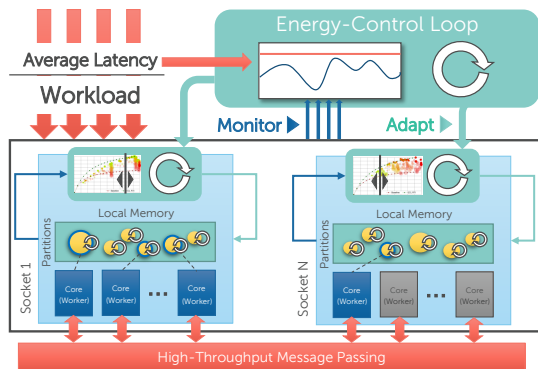 Energy-Control Loop
Average Latency
Workload
Monitor
Adapt
Local Memory
Partitions
Socket 1
Core
(Worker)
Core
(Worker)
...
Core
(Worker)
Local Memory
Partitions
Socket N
Core
(Worker)
Core
(Worker)
...
Core
(Worker)
High-Throughput Message Passing